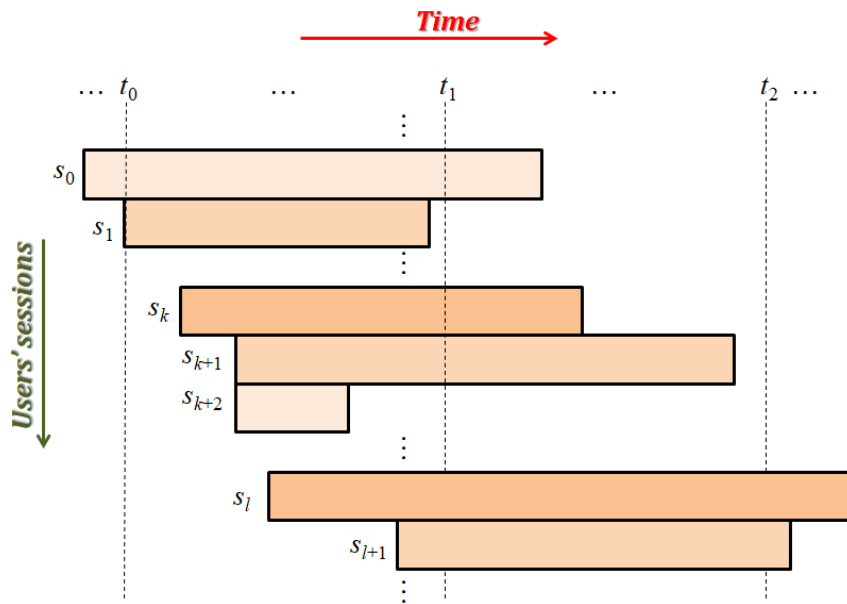 Time
… t0 … t1 … t2 …
⋮
s0
s1
⋮
Users' sessions
sk
sk+1
sk+2
⋮
sl
sl+1
⋮